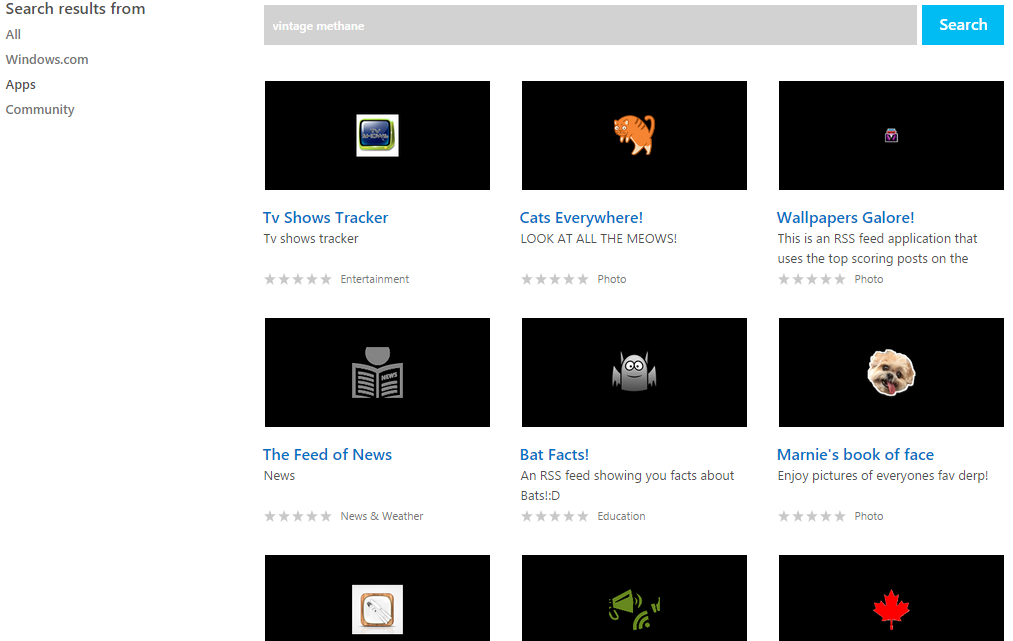 Search results from
All
Windows.com
Apps
Community
vintage methane
Search
Tv Shows Tracker
Tv shows tracker
Entertainment
Cats Everywhere!
LOOK AT ALL THE MEOWS!
Photo
Wallpapers Galore!
This is an RSS feed application that
uses the top scoring posts on the
Photo
NEWS
The Feed of News
News
News & Weather
Bat Facts!
An RSS feed showing you facts about
Bats!:D
Education
Marnie's book of face
Enjoy pictures of everyones fav derp!
Photo